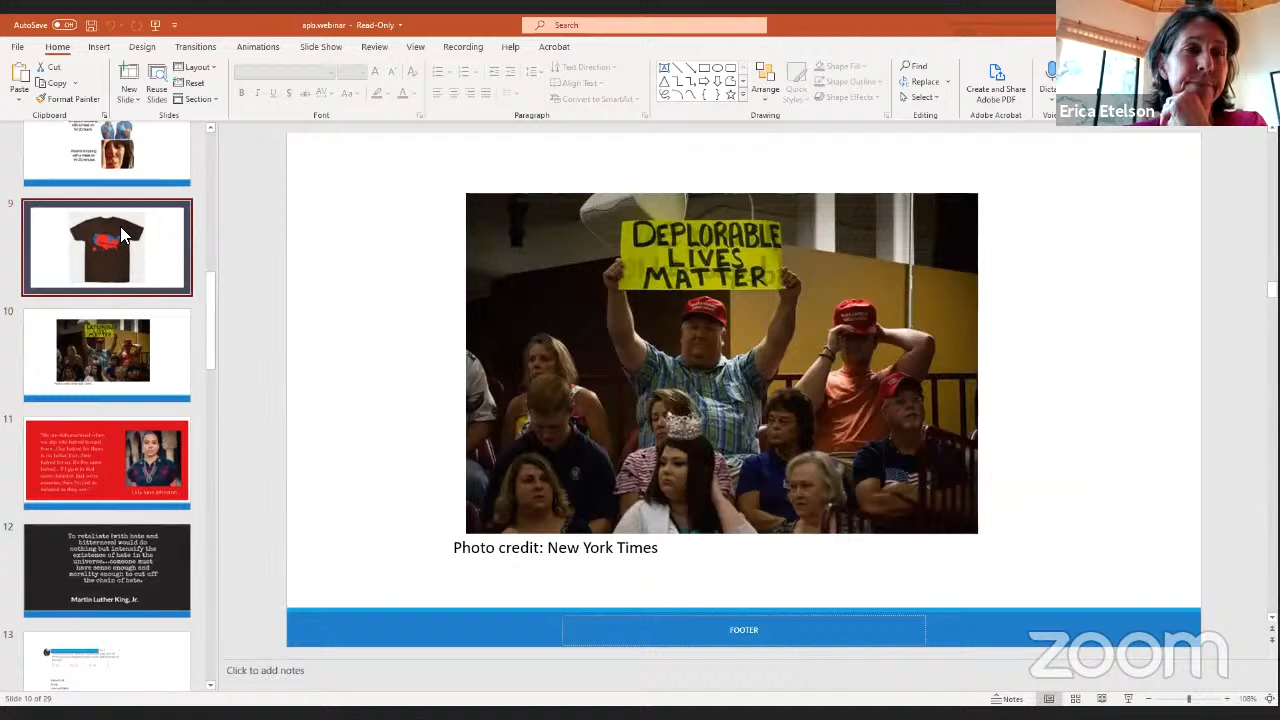 AutoSave
Off
apb.webinar - Read-Only
Search
File
Home
Insert
Design
Transitions
Animations
Slide Show
Review
View
Recording
Help
Acrobat
Paste
Cut
Copy
Format Painter
Clipboard
New
Slide
Reuse
Slides
Layout
Reset
Section
Slides
B I U S
Font
Text Direction
Align Text
Convert to SmartArt
Paragraph
Arrange
Quick
Styles
Shape Fill
Shape Outline
Shape Effects
Drawing
Find
Replace
Select
Editing
Create and Share
Adobe PDF
Adobe Acrobat
Erica Etelson
9
10
11
12
To retaliate with hate and
bitterness would do
nothing but intensify the
existence of hate in the
universe...someone must
have sense enough and
morality enough to cut off
the chain of hate.
Martin Luther King, Jr.
13
DEPLORABLE
LIVES
MATTER
Photo credit: New York Times
FOOTER
Click to add notes
zoom
Slide 10 of 29
Notes
108%